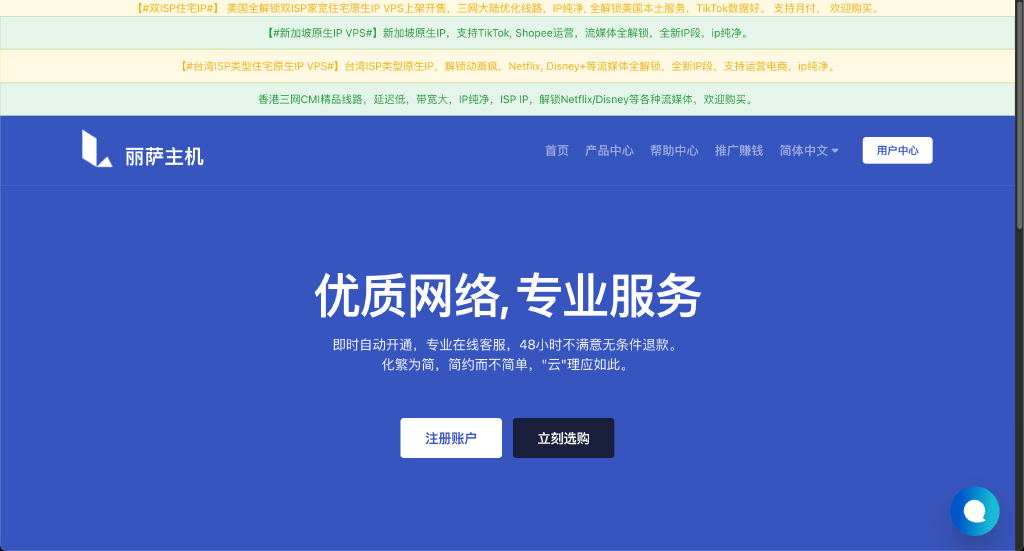 【#双ISP住宅IP#】 美国全解锁双ISP家宽住宅原生IP VPS上架开售，三网大陆优化线路，IP纯净, 全解锁美国本土服务，TikTok数据好。 支持月付， 欢迎购买。
【#新加坡原生IP VPS#】新加坡原生IP，支持TikTok, Shopee运营，流媒体全解锁，全新IP段，ip纯净。
【#台湾ISP类型住宅原生IP VPS#】台湾ISP类型原生IP，解锁动画疯，Netflix, Disney+等流媒体全解锁，全新IP段，支持运营电商，ip纯净。
香港三网CMI精品线路，延迟低，带宽大，IP纯净，ISP IP，解锁Netflix/Disney等各种流媒体、欢迎购买。
丽萨主机
首页 产品中心 帮助中心 推广赚钱 简体中文 用户中心
优质网络, 专业服务
即时自动开通，专业在线客服，48小时不满意无条件退款。
化繁为简，简约而不简单，"云"理应如此。
注册账户 立刻选购